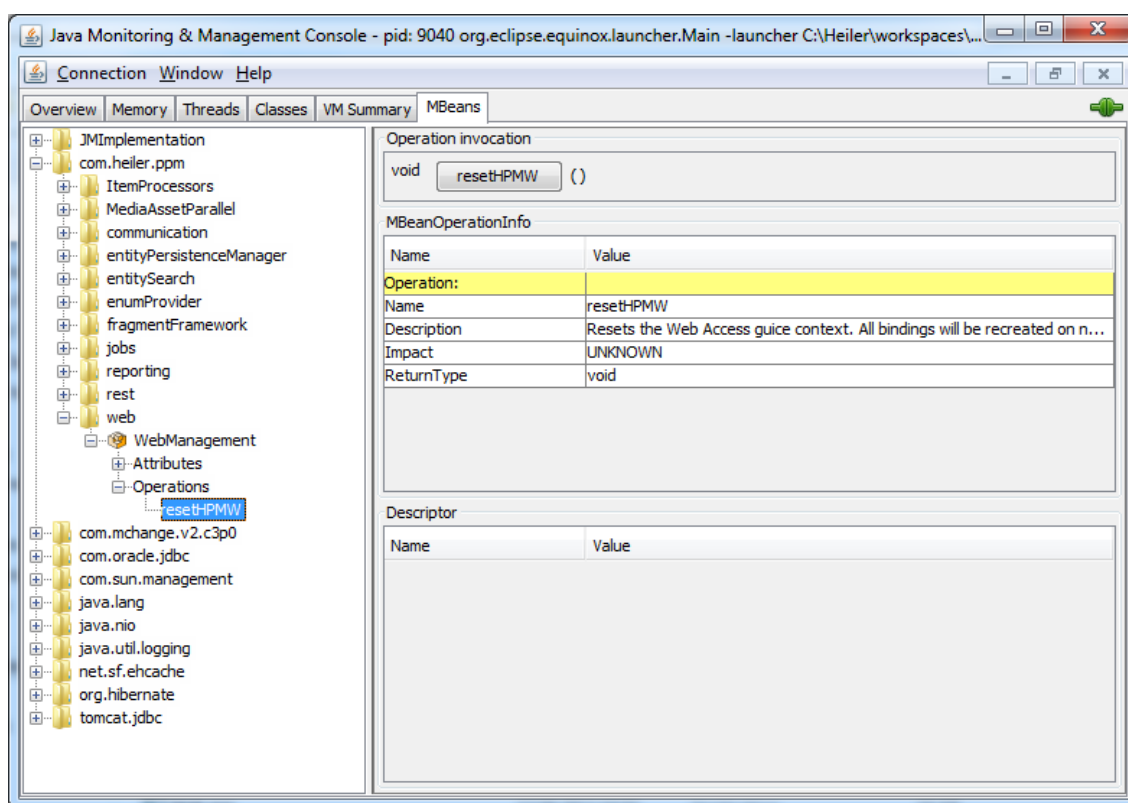 Java Monitoring & Management Console - pid: 9040 org.eclipse.equinox.launcher.Main -launcher C:\Heiler\workspaces\...
Connection Window Help
Overview Memory Threads Classes VM Summary MBeans
JMImplementation
com.heiler.ppm
ItemProcessors
MediaAssetParallel
communication
entityPersistenceManager
entitySearch
enumProvider
fragmentFramework
jobs
reporting
rest
web
WebManagement
Attributes
Operations
resetHPMW
com.mchange.v2.c3p0
com.oracle.jdbc
com.sun.management
java.lang
java.nio
java.util.logging
net.sf.ehcache
org.hibernate
tomcat.jdbc
Operation invocation
void resetHPMW ()
MBeanOperationInfo
Name Value
Operation:
Name resetHPMW
Description Resets the Web Access guice context. All bindings will be recreated on n...
Impact UNKNOWN
ReturnType void
Descriptor
Name Value